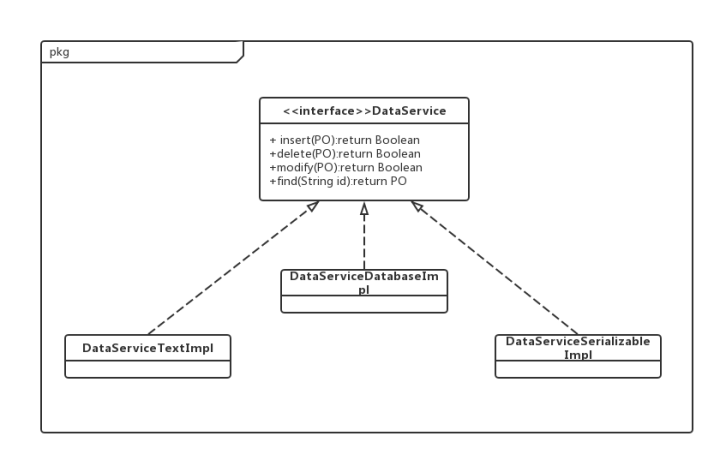 pkg
<<interface>>DataService
+ insert(PO):return Boolean
+delete(PO):return Boolean
+modify(PO):return Boolean
+find(String id):return PO
DataServiceDatabaseIm
pl
DataServiceTextImpl
DataServiceSerializable
Impl